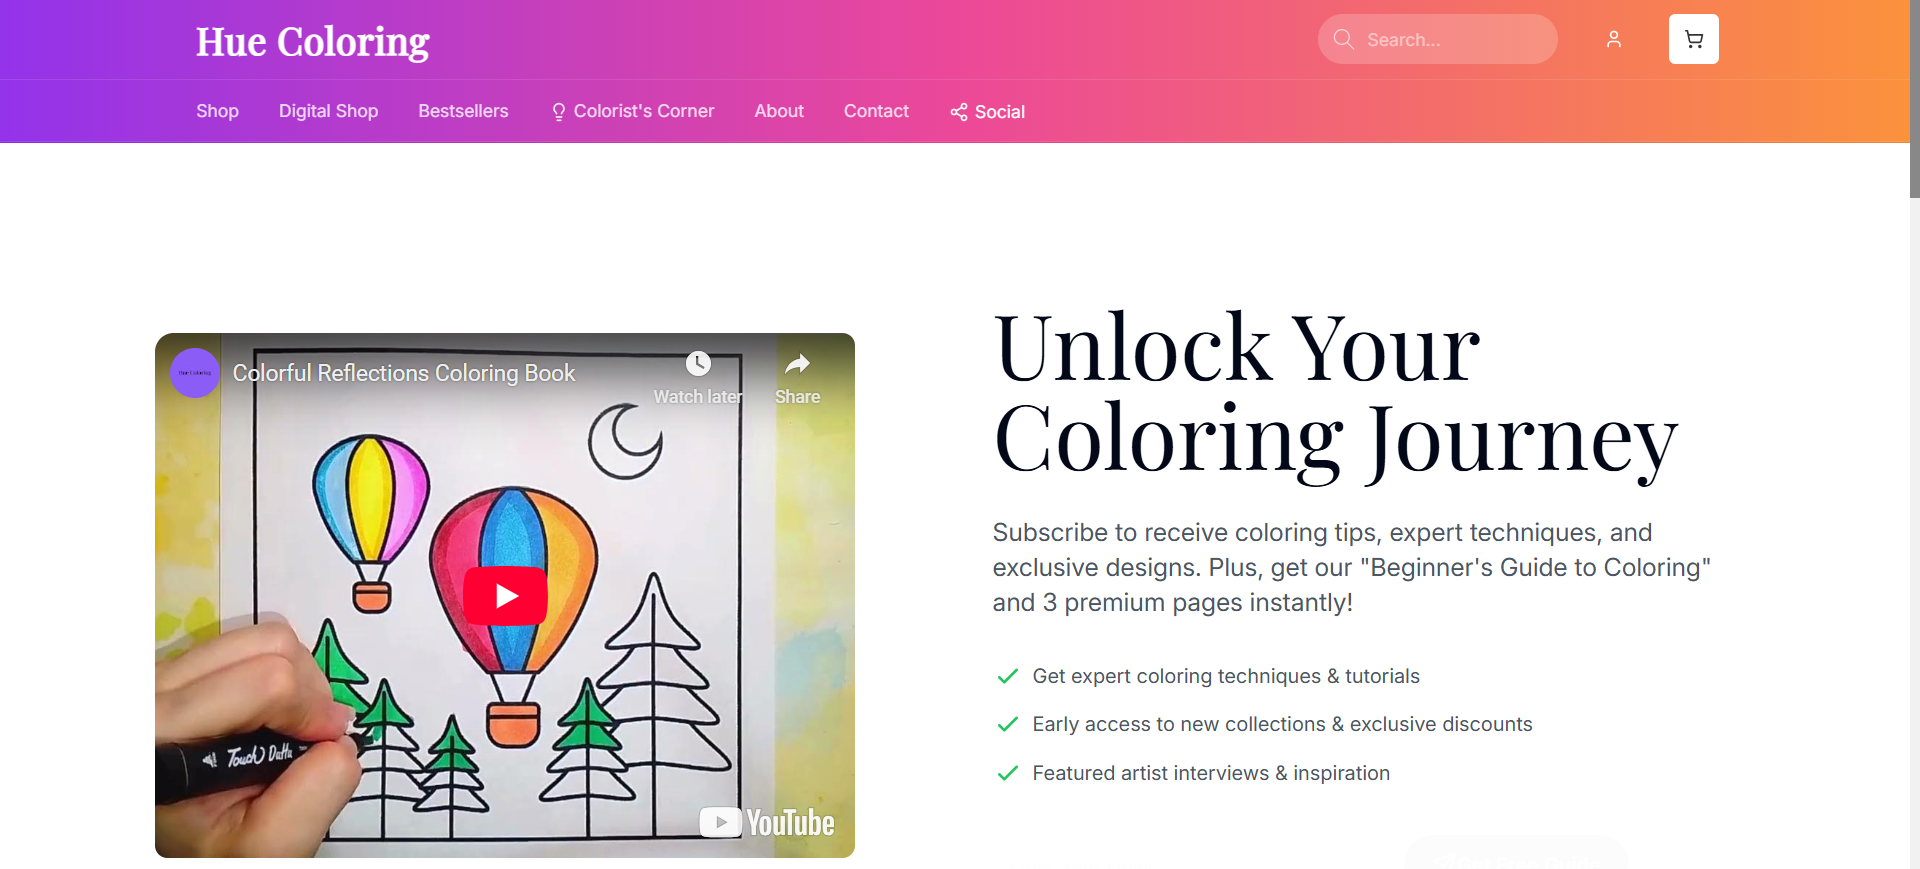 Hue Coloring
Search...
Shop
Digital Shop
Bestsellers
Colorist's Corner
About
Contact
Social
Colorful Reflections Coloring Book
Watch later
Share
YouTube
Unlock Your
Coloring Journey
Subscribe to receive coloring tips, expert techniques, and
exclusive designs. Plus, get our "Beginner's Guide to Coloring"
and 3 premium pages instantly!
Get expert coloring techniques & tutorials
Early access to new collections & exclusive discounts
Featured artist interviews & inspiration